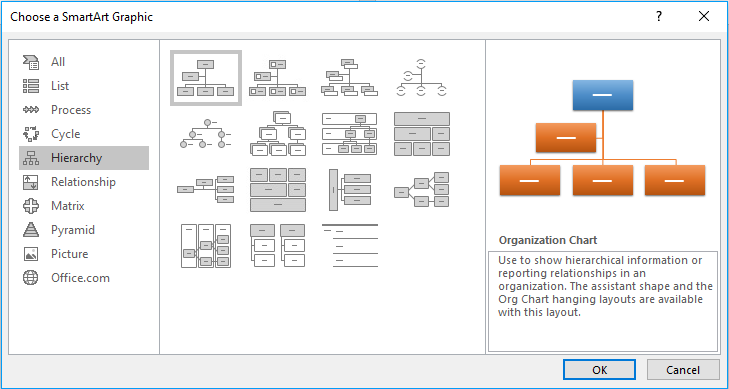 Choose a SmartArt Graphic
?
All
List
Process
Cycle
Hierarchy
Relationship
Matrix
Pyramid
Picture
Office.com
Organization Chart
Use to show hierarchical information or
reporting relationships in an
organization. The assistant shape and the
Org Chart hanging layouts are available
with this layout.
OK
Cancel